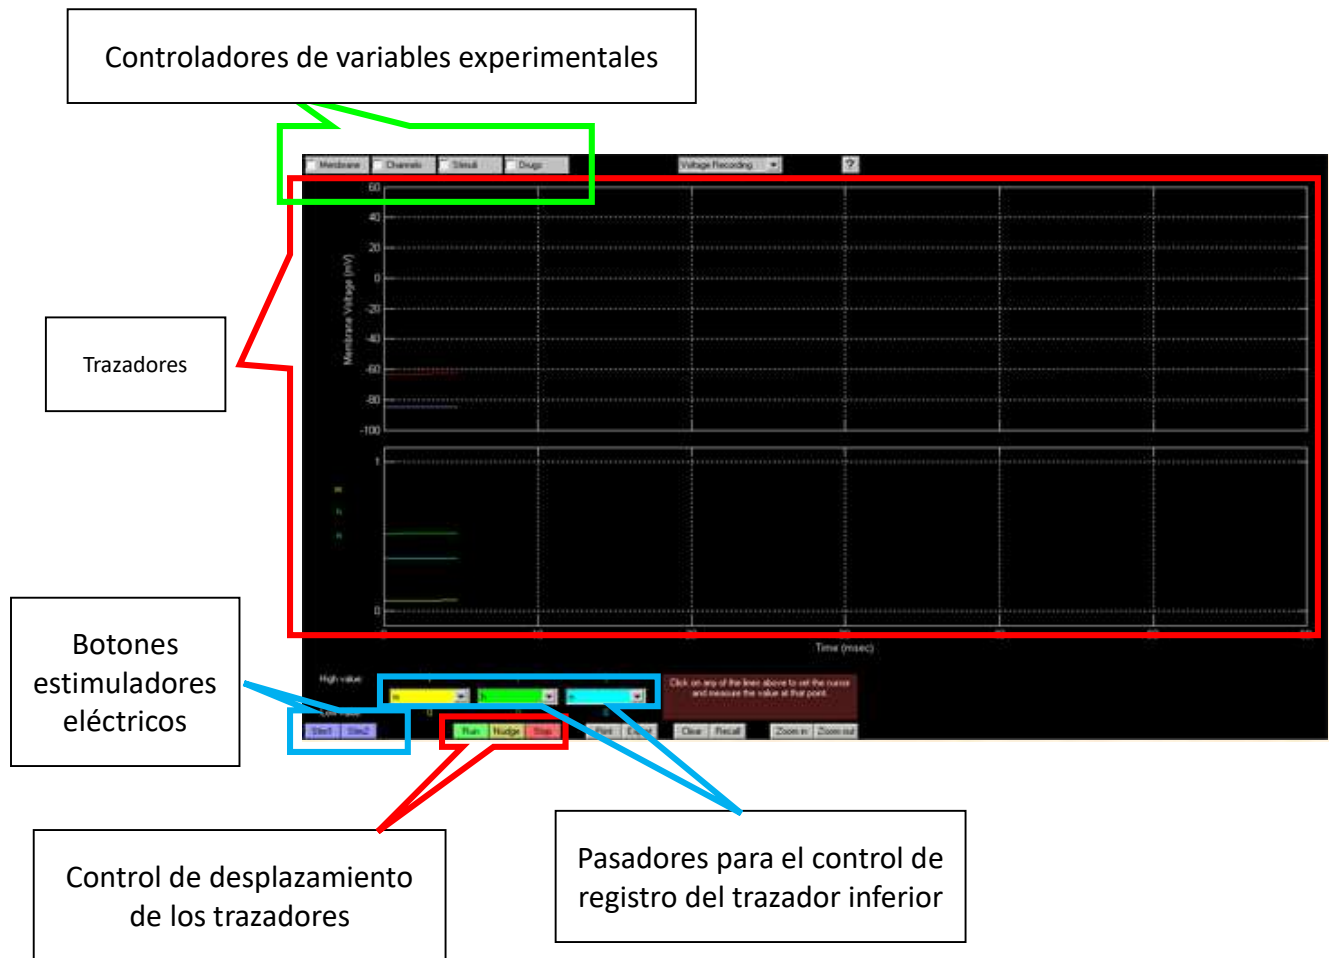 Controladores de variables experimentales
Membrane Channels Stimuli Drugs Voltage Recording ?
60
40
20
0
-20
-40
-60
-80
-100
Membrane Voltage (mV)
Trazadores
1
m
h
n
0
Time (msec)
Botones
estimuladores
eléctricos
High value
Click on any of the lines above to set the cursor
and measure the value at that point.
m h n
Low value
Stim1 Stim2 Run Nudge Stop Print Export Clear Recall Zoom in Zoom out
Control de desplazamiento
de los trazadores
Pasadores para el control de
registro del trazador inferior